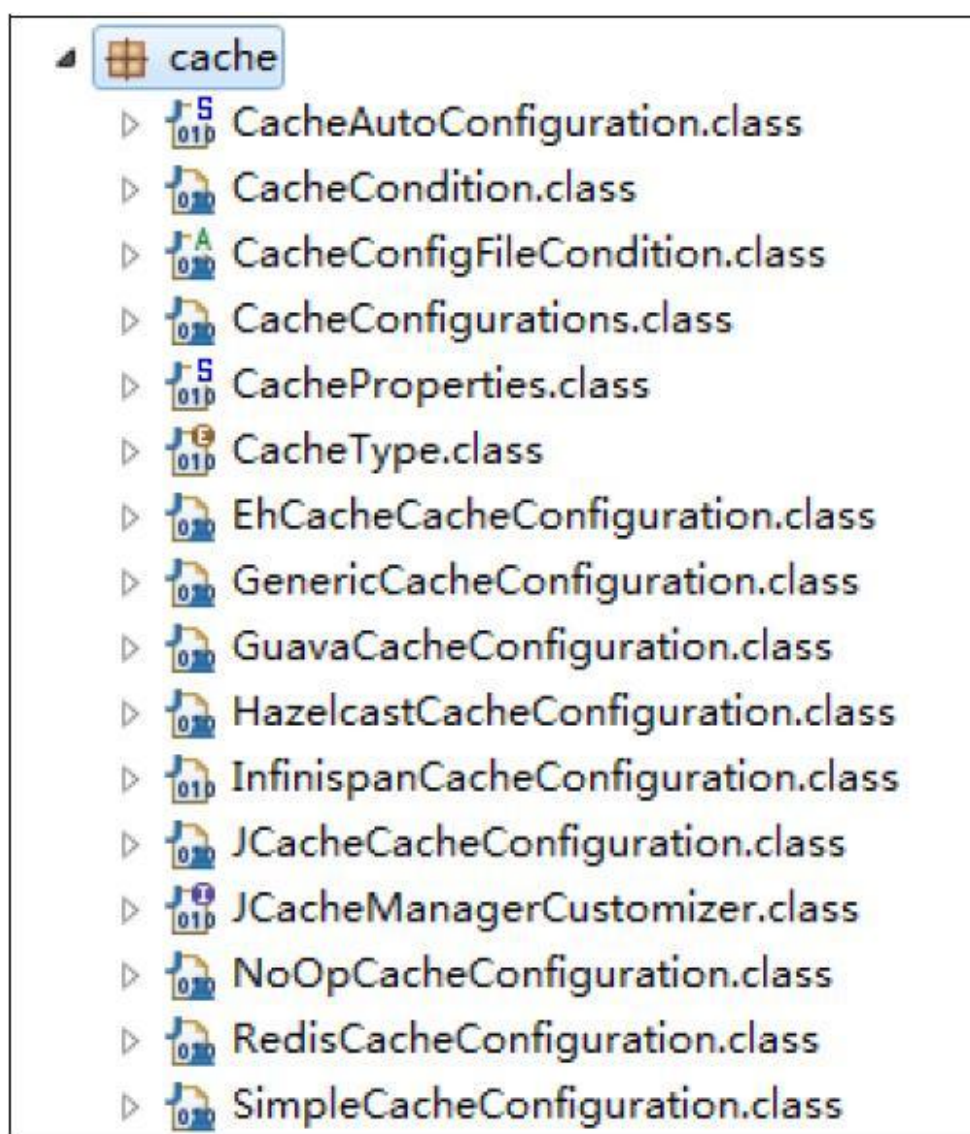 cache
CacheAutoConfiguration.class
CacheCondition.class
CacheConfigFileCondition.class
CacheConfigurations.class
CacheProperties.class
CacheType.class
EhCacheCacheConfiguration.class
GenericCacheConfiguration.class
GuavaCacheConfiguration.class
HazelcastCacheConfiguration.class
InfinispanCacheConfiguration.class
JCacheCacheConfiguration.class
JCacheManagerCustomizer.class
NoOpCacheConfiguration.class
RedisCacheConfiguration.class
SimpleCacheConfiguration.class